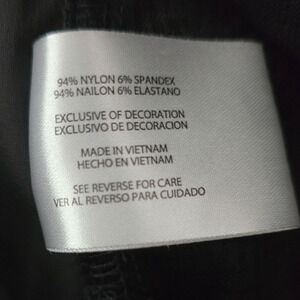 94% NYLON 6% SPANDEX
94% NAILON 6% ELASTANO
EXCLUSIVE OF DECORATION
EXCLUSIVO DE DECORACION
MADE IN VIETNAM
HECHO EN VIETNAM
SEE REVERSE FOR CARE
VER AL REVERSO PARA CUIDADO